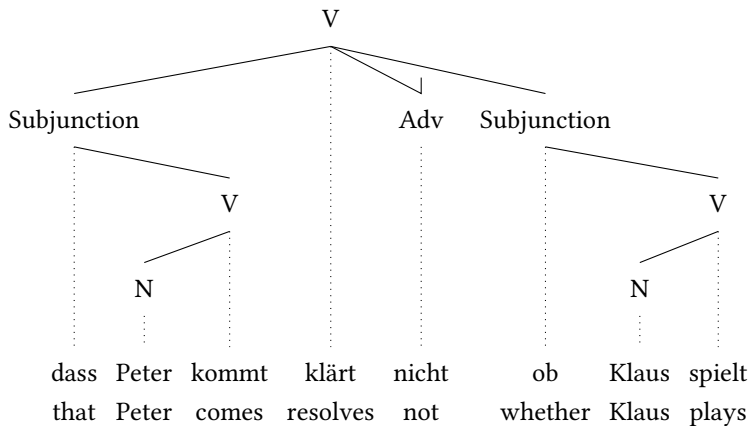 V
Subjunction Adv Subjunction
V V
N N
dass Peter kommt klärt nicht ob Klaus spielt
that Peter comes resolves not whether Klaus plays